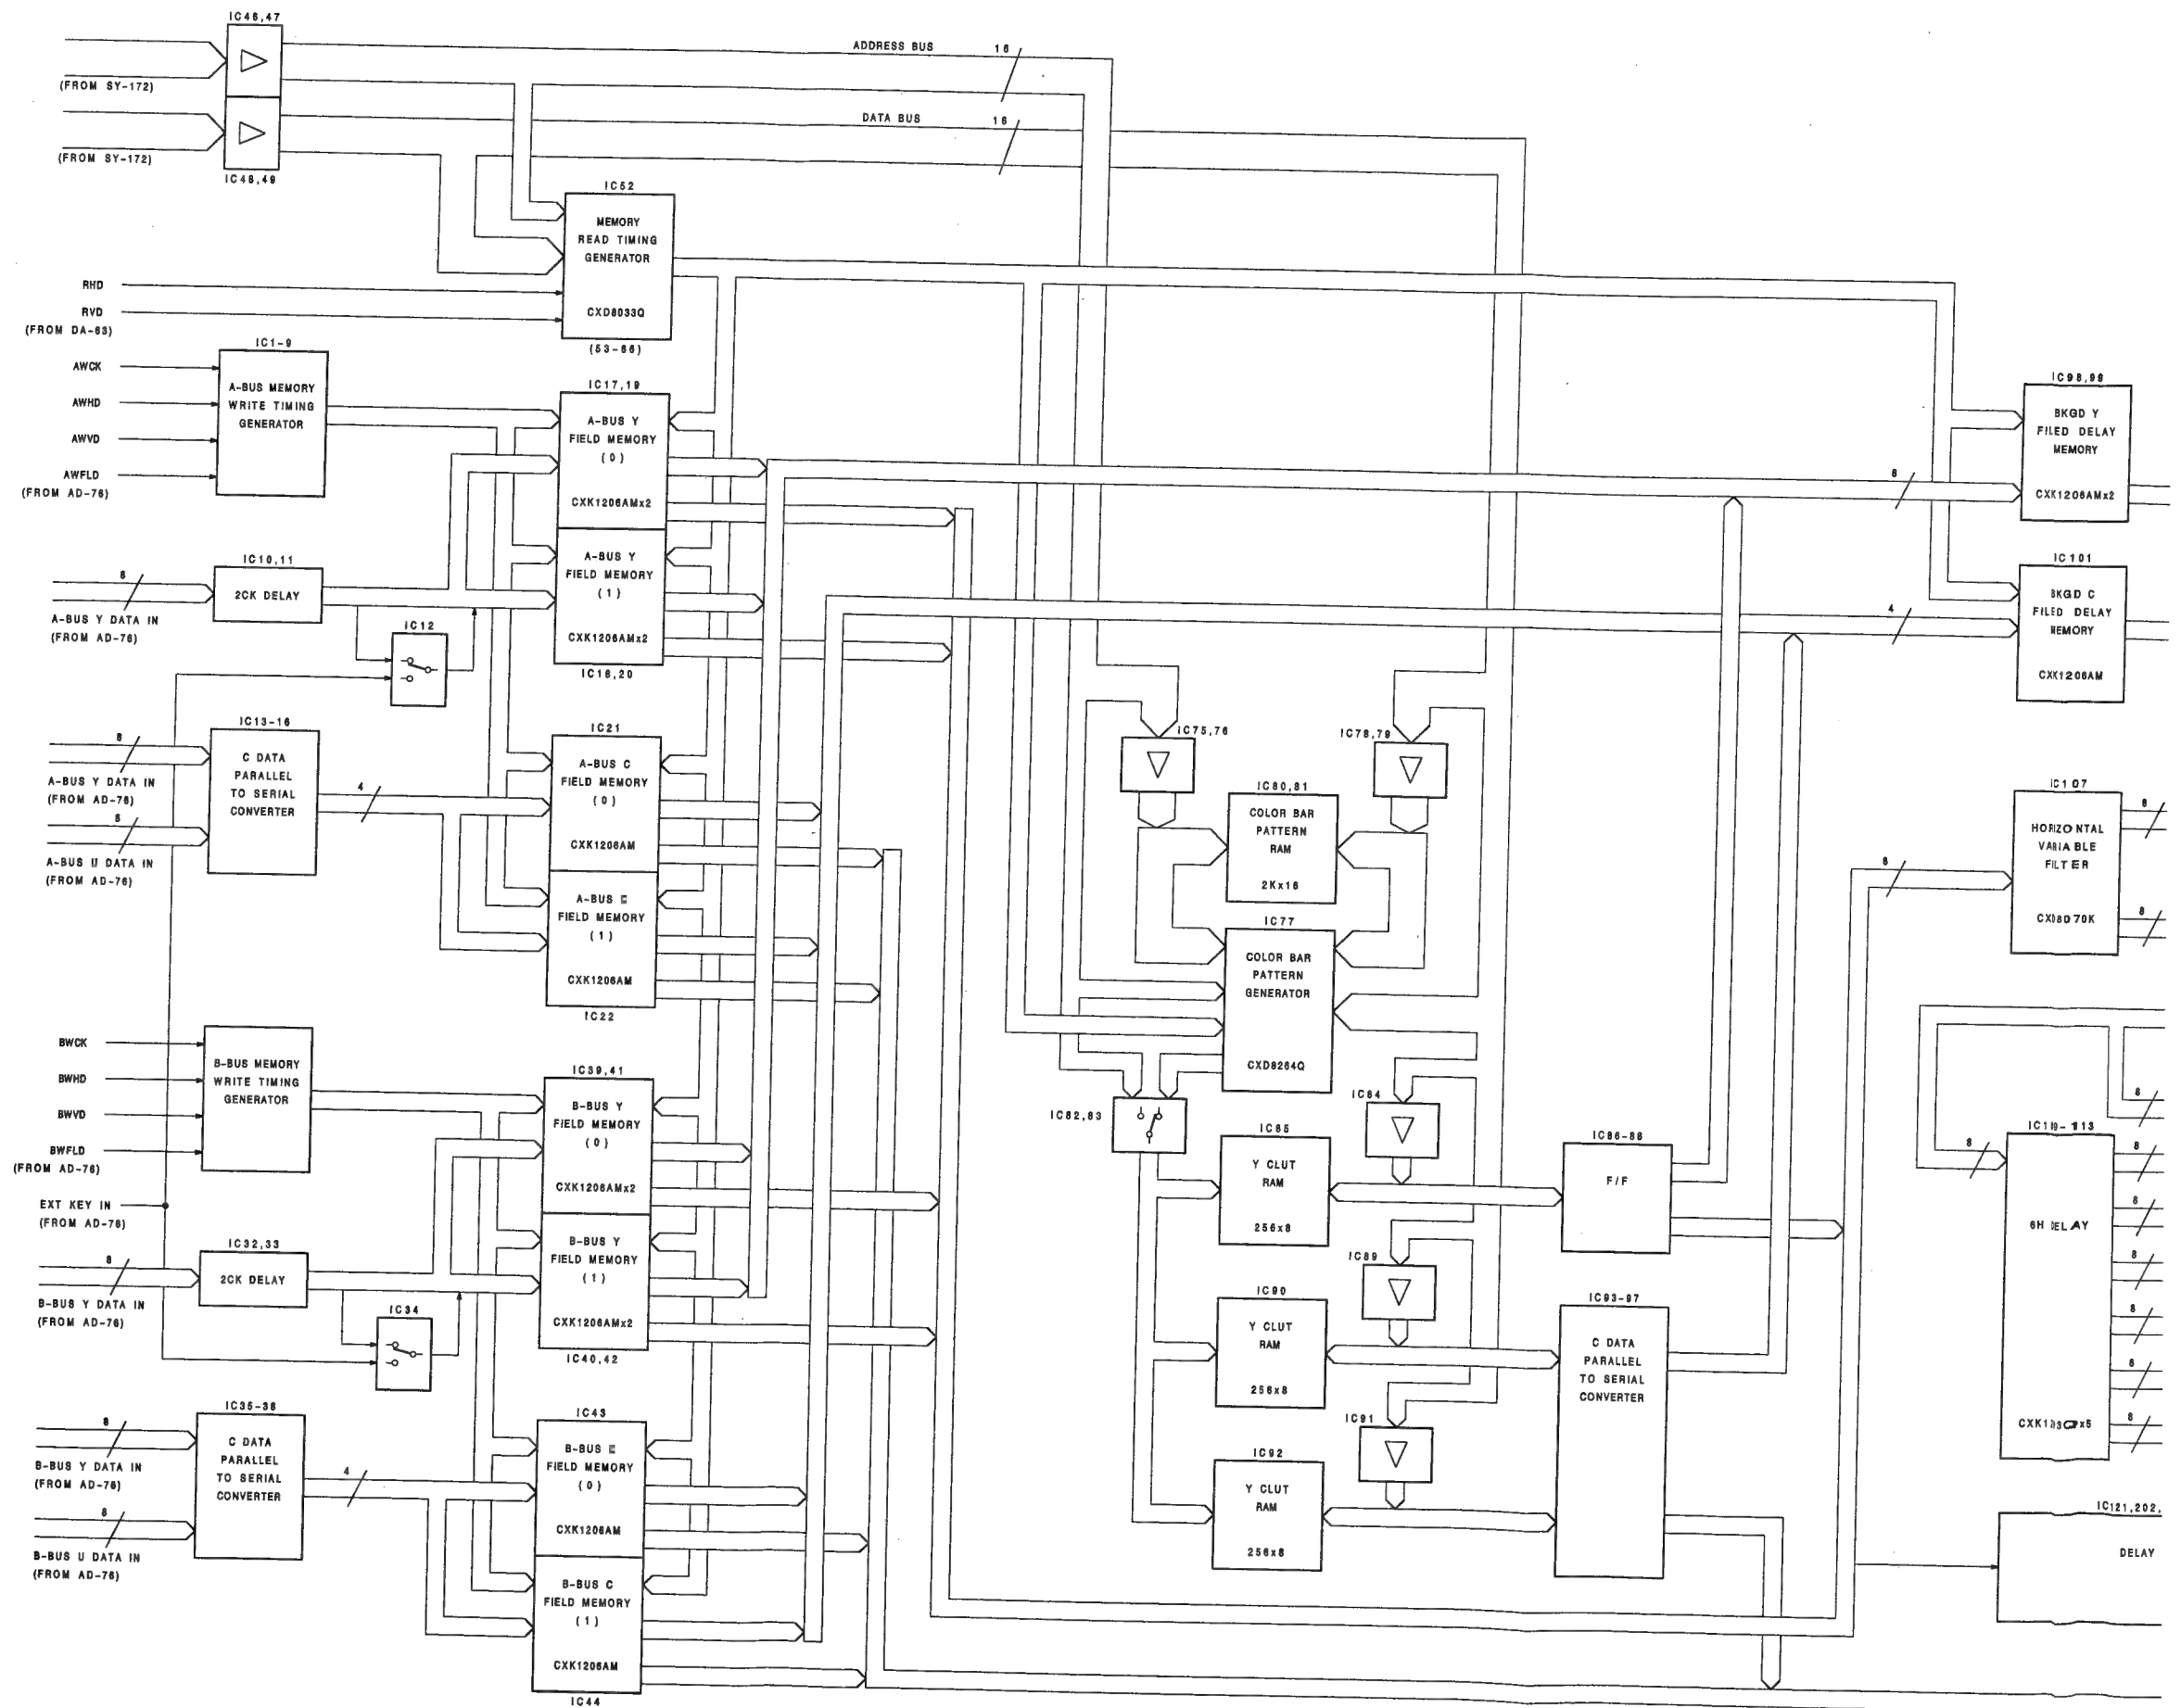 IC46,47
ADDRESS BUS
16
(FROM SY-172)
DATA BUS
16
(FROM SY-172)
IC48,49
IC52
MEMORY
READ TIMING
GENERATOR
CXD8033Q
(53-66)
RHD
RVD
(FROM DA-63)
IC1-9
AWCK
AWHD
AWVD
AWFLD
(FROM AD-76)
A-BUS MEMORY
WRITE TIMING
GENERATOR
IC17,19
A-BUS Y
FIELD MEMORY
(0)
CXK1206AMx2
A-BUS Y
FIELD MEMORY
(1)
CXK1206AMx2
IC18,20
IC10,11
8
2CK DELAY
A-BUS Y DATA IN
(FROM AD-76)
IC12
IC13-16
8
A-BUS Y DATA IN
(FROM AD-76)
8
A-BUS U DATA IN
(FROM AD-76)
C DATA
PARALLEL
TO SERIAL
CONVERTER
4
IC21
A-BUS C
FIELD MEMORY
(0)
CXK1206AM
A-BUS C
FIELD MEMORY
(1)
CXK1206AM
IC22
BWCK
BWHD
BWVD
BWFLD
(FROM AD-76)
B-BUS MEMORY
WRITE TIMING
GENERATOR
EXT KEY IN
(FROM AD-76)
IC39,41
B-BUS Y
FIELD MEMORY
(0)
CXK1206AMx2
B-BUS Y
FIELD MEMORY
(1)
CXK1206AMx2
IC40,42
IC32,33
8
2CK DELAY
B-BUS Y DATA IN
(FROM AD-76)
IC34
IC35-38
8
B-BUS Y DATA IN
(FROM AD-76)
8
B-BUS U DATA IN
(FROM AD-76)
C DATA
PARALLEL
TO SERIAL
CONVERTER
4
IC43
B-BUS C
FIELD MEMORY
(0)
CXK1206AM
B-BUS C
FIELD MEMORY
(1)
CXK1206AM
IC44
IC75,76
IC78,79
IC80,81
COLOR BAR
PATTERN
RAM
2Kx16
IC77
COLOR BAR
PATTERN
GENERATOR
CXD8264Q
IC82,83
IC84
IC85
Y CLUT
RAM
256x8
IC86-88
F/F
IC89
IC90
Y CLUT
RAM
256x8
IC91
IC92
Y CLUT
RAM
256x8
IC93-97
C DATA
PARALLEL
TO SERIAL
CONVERTER
IC98,99
8
BKGD Y
FILED DELAY
MEMORY
CXK1206AMx2
IC101
4
BKGD C
FILED DELAY
MEMORY
CXK1206AM
IC107
8
HORIZONTAL
VARIABLE
FILTER
8
8
8
8
6H DELAY
8
8
8
8
8
8
IC121,202,
DELAY